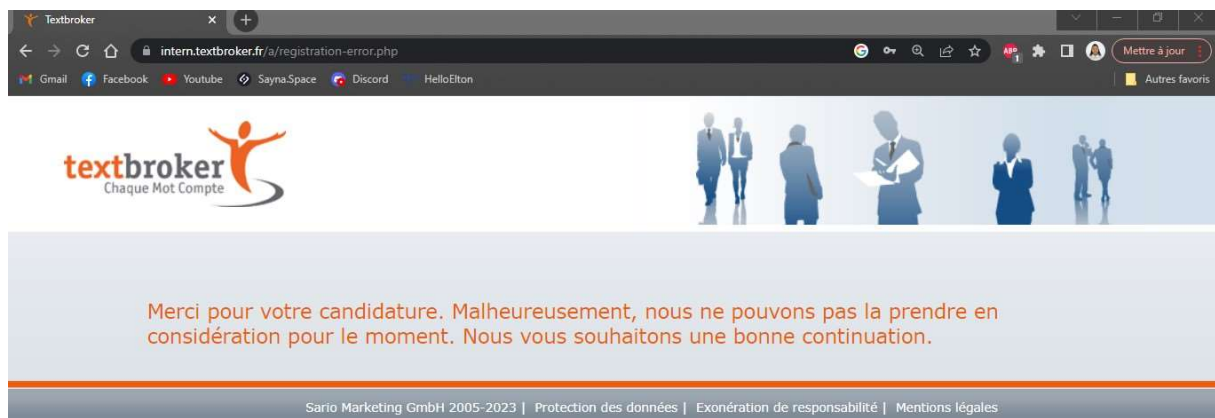 Textbroker
intern.textbroker.fr/a/registration-error.php
Mettre à jour
Gmail Facebook Youtube Sayna.Space Discord HelloElton Autres favoris
textbroker
Chaque Mot Compte
Merci pour votre candidature. Malheureusement, nous ne pouvons pas la prendre en
considération pour le moment. Nous vous souhaitons une bonne continuation.
Sario Marketing GmbH 2005-2023 | Protection des données | Exonération de responsabilité | Mentions légales